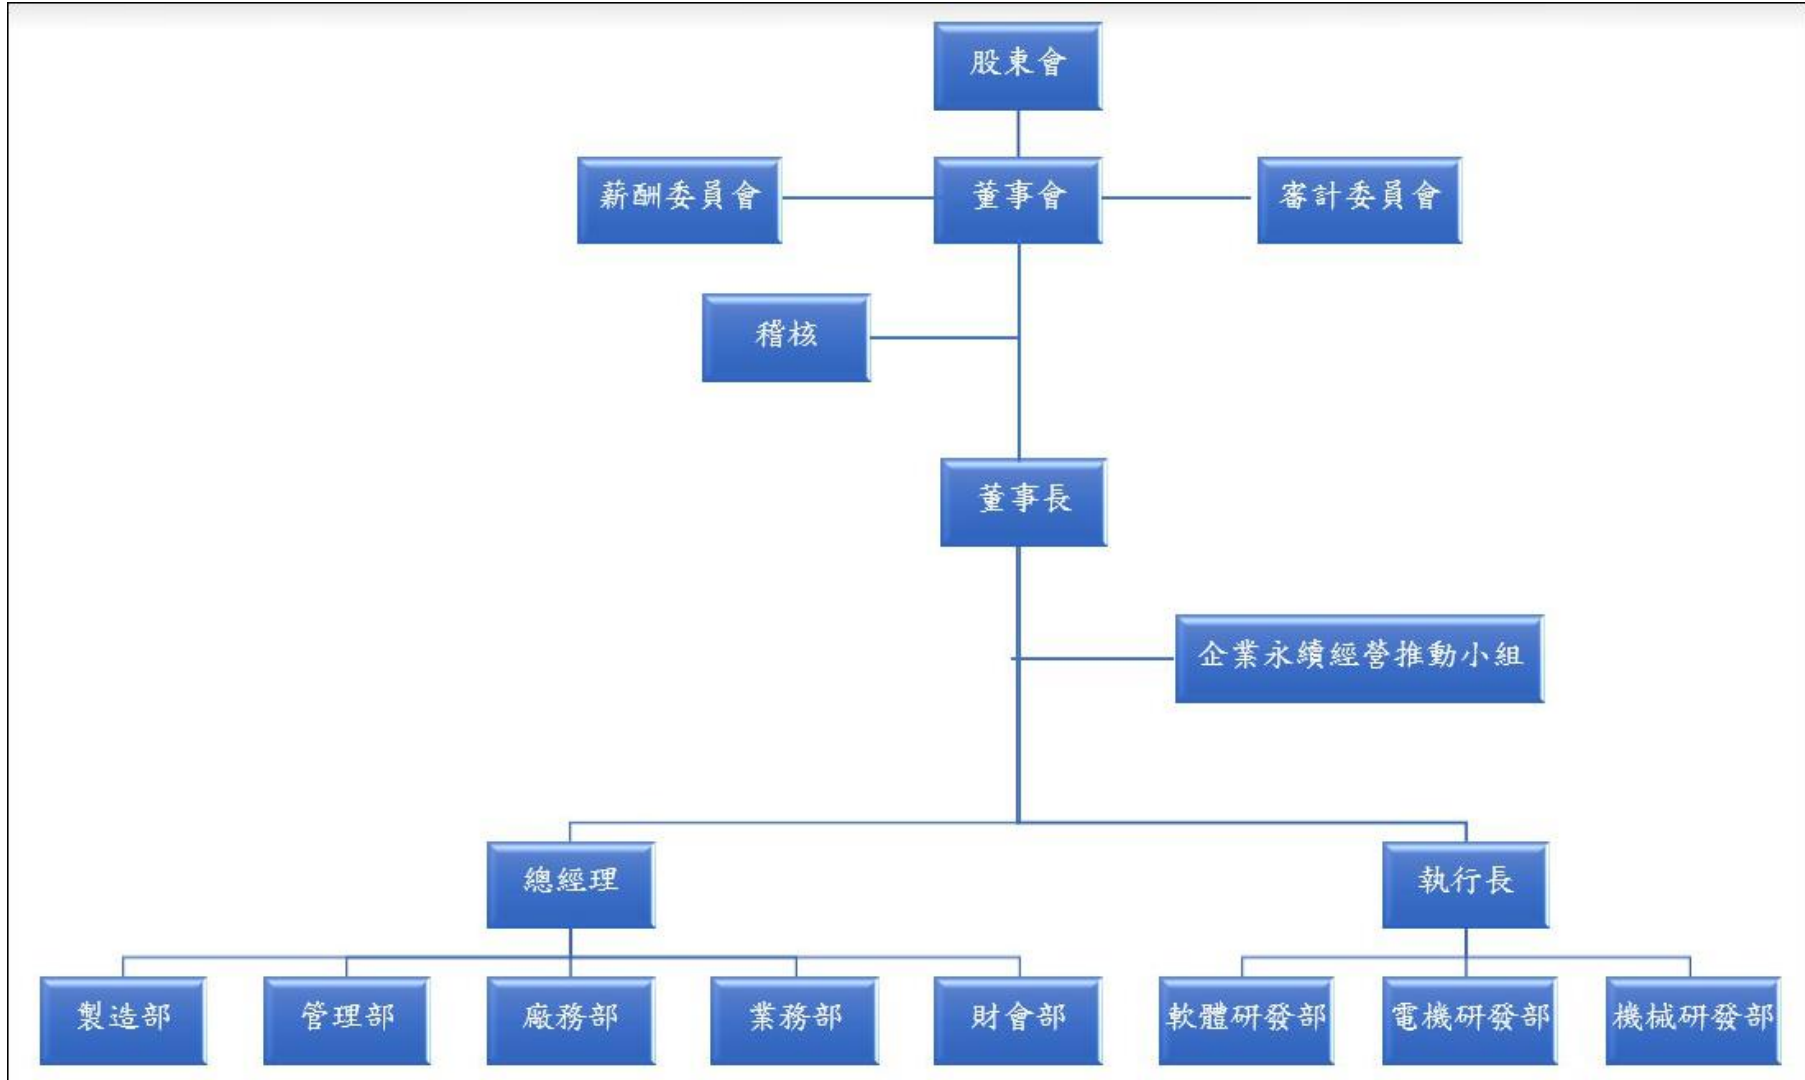 股東會
薪酬委員會
董事會
審計委員會
稽核
董事長
企業永續經營推動小組
總經理
執行長
製造部
管理部
廠務部
業務部
財會部
軟體研發部
電機研發部
機械研發部